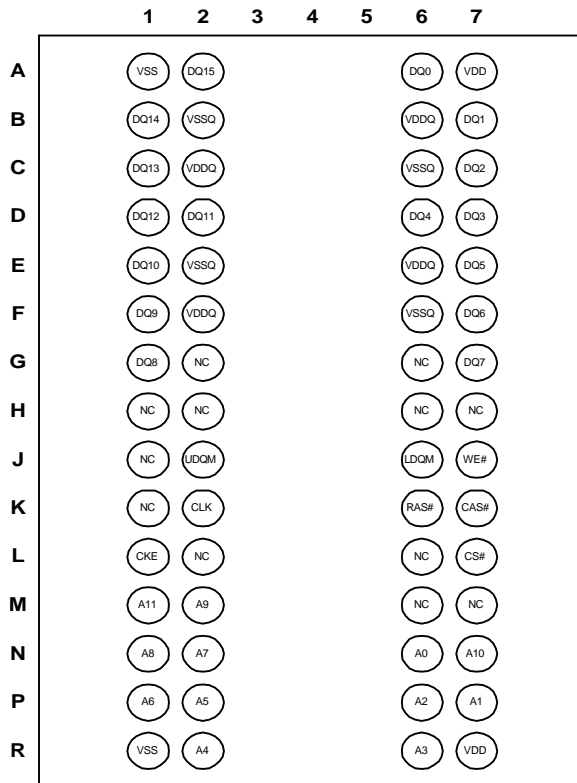 1 2 3 4 5 6 7
A VSS DQ15 DQ0 VDD
B DQ14 VSSQ VDDQ DQ1
C DQ13 VDDQ VSSQ DQ2
D DQ12 DQ11 DQ4 DQ3
E DQ10 VSSQ VDDQ DQ5
F DQ9 VDDQ VSSQ DQ6
G DQ8 NC NC DQ7
H NC NC NC NC
J NC UDQM LDQM WE#
K NC CLK RAS# CAS#
L CKE NC NC CS#
M A11 A9 NC NC
N A8 A7 A0 A10
P A6 A5 A2 A1
R VSS A4 A3 VDD